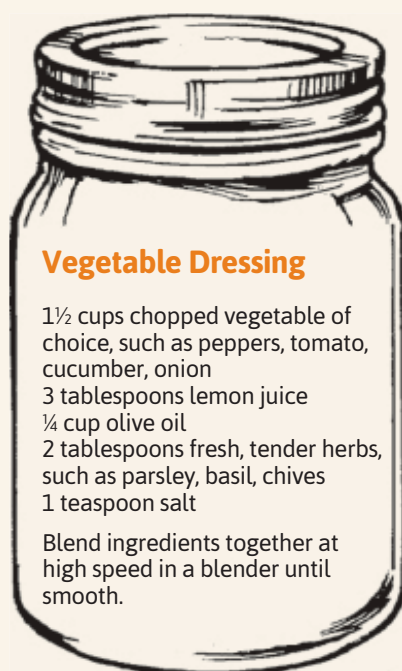 Vegetable Dressing
1½ cups chopped vegetable of
choice, such as peppers, tomato,
cucumber, onion
3 tablespoons lemon juice
¼ cup olive oil
2 tablespoons fresh, tender herbs,
such as parsley, basil, chives
1 teaspoon salt
Blend ingredients together at
high speed in a blender until
smooth.